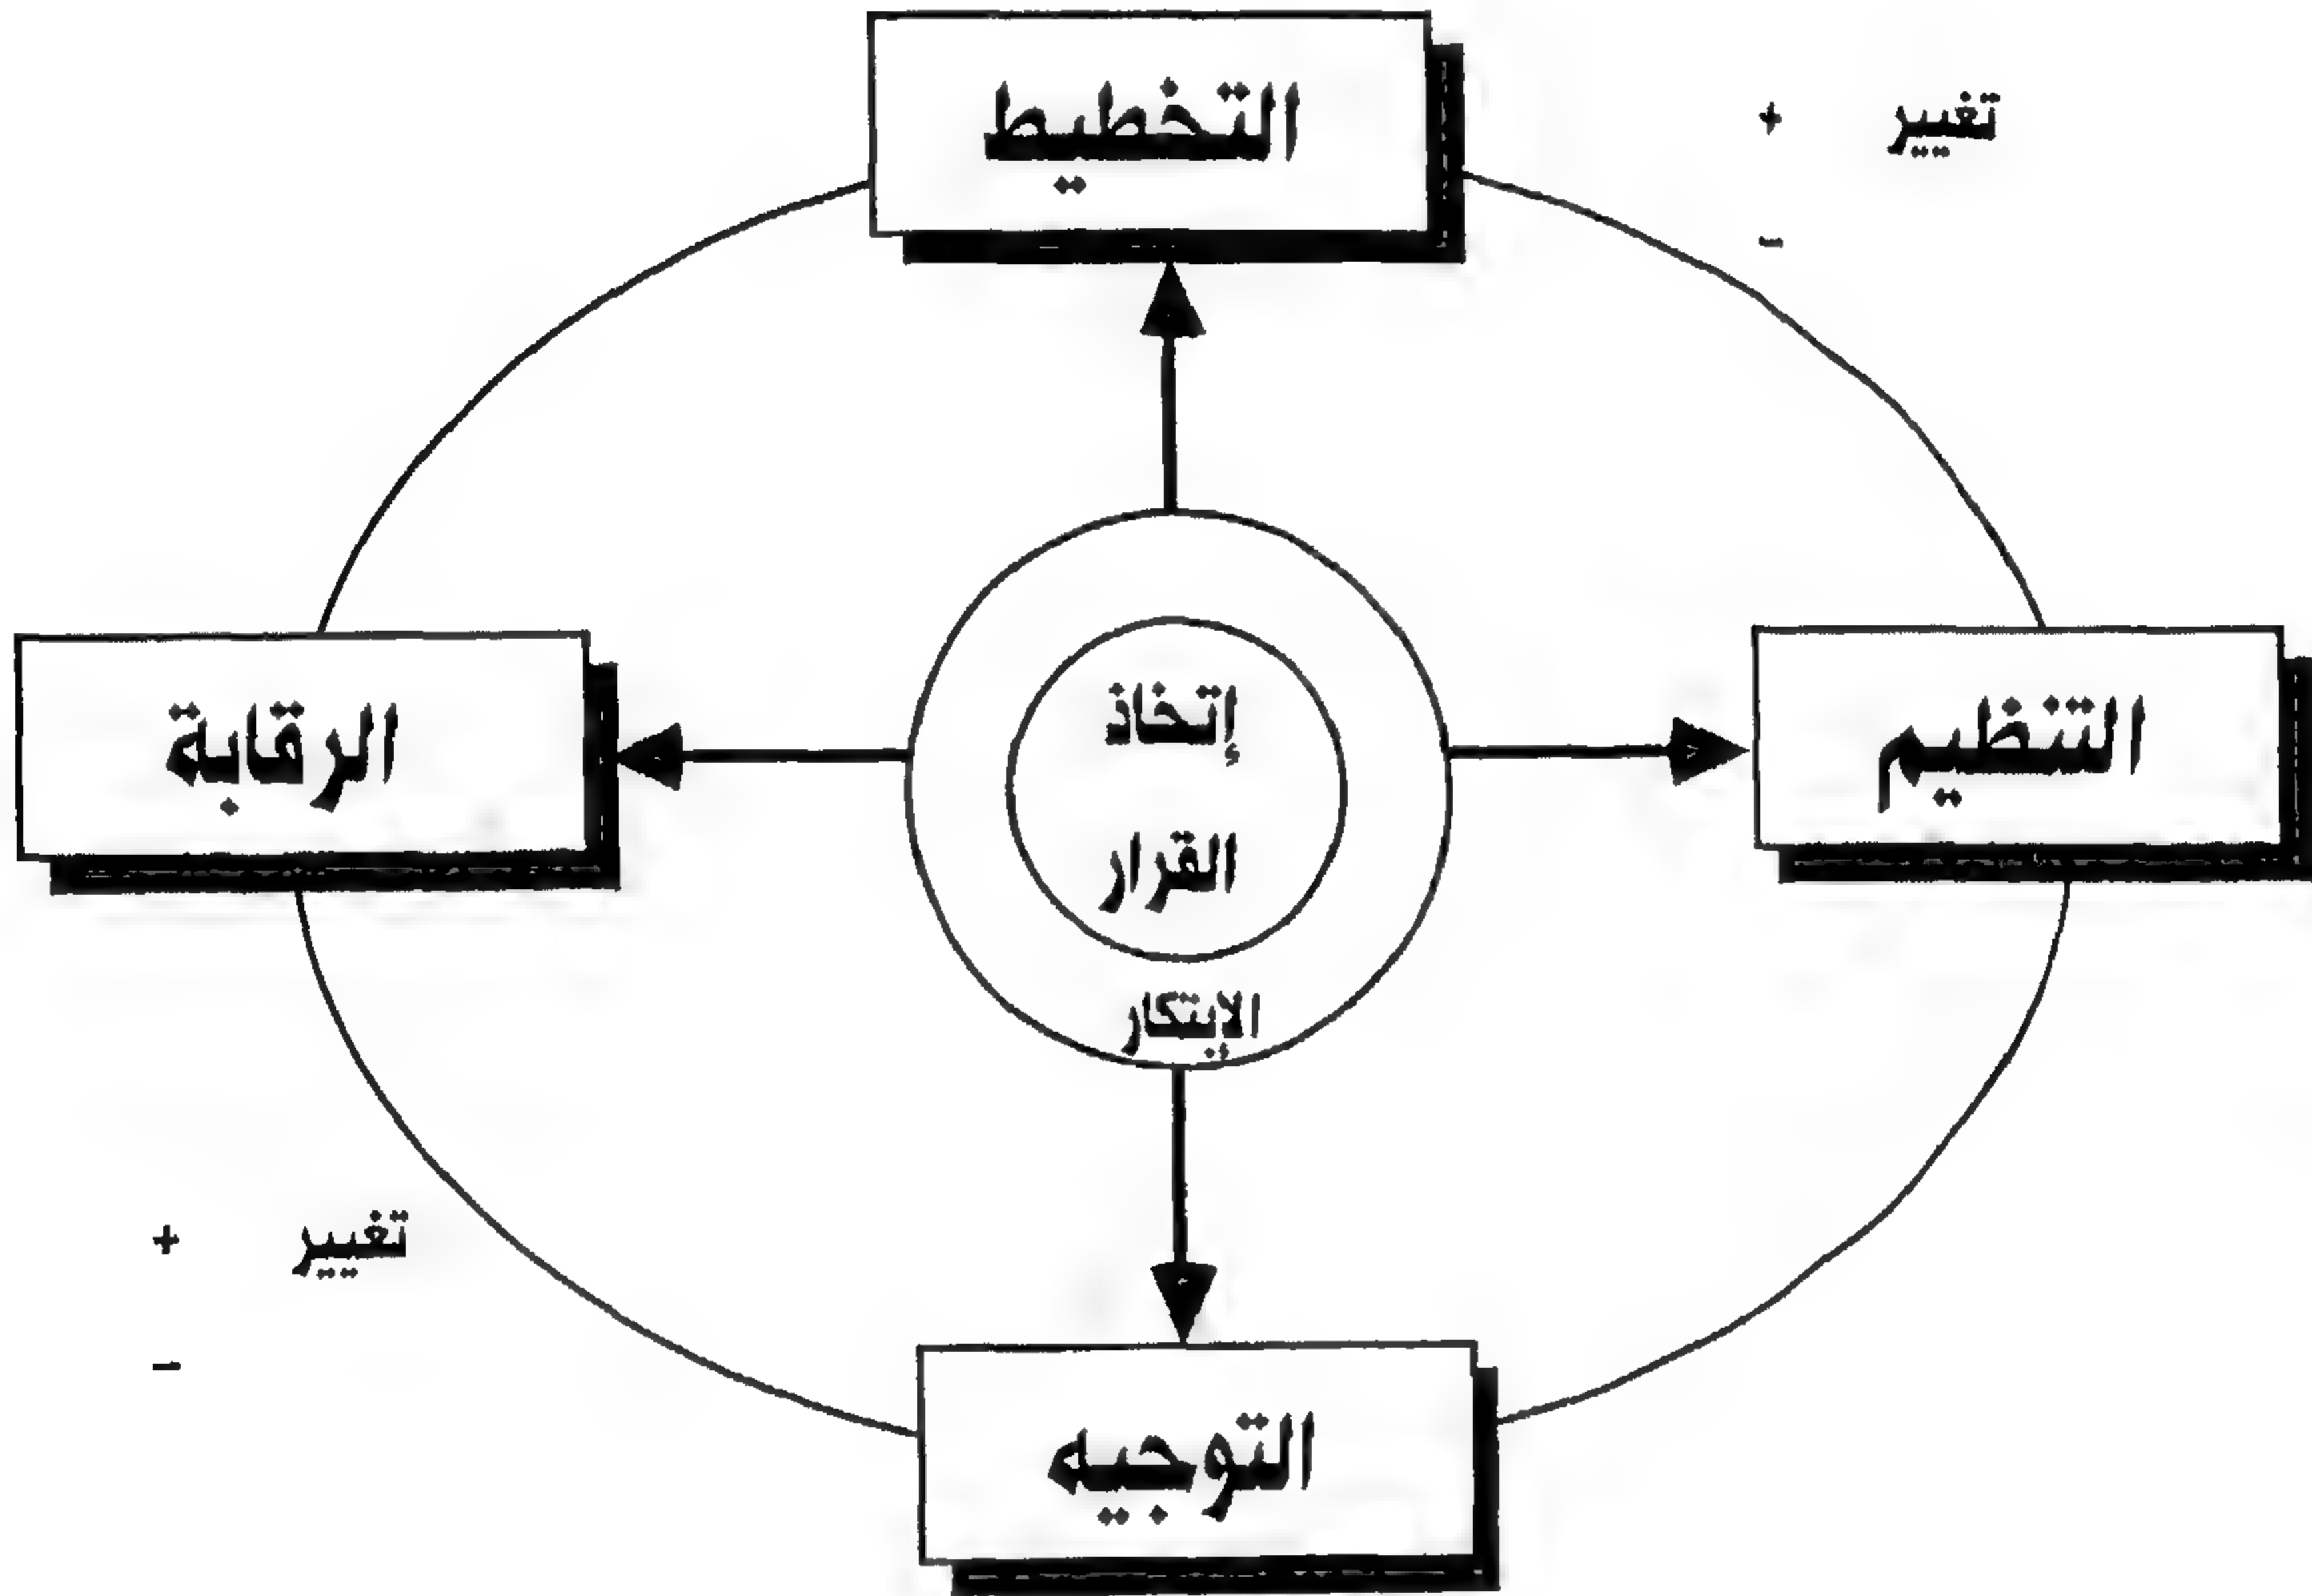 التخطيط
تغيير +
-
التنظيم
إتخاذ
القرار
الإبتكار
الرقابة
تغيير +
-
التوجيه